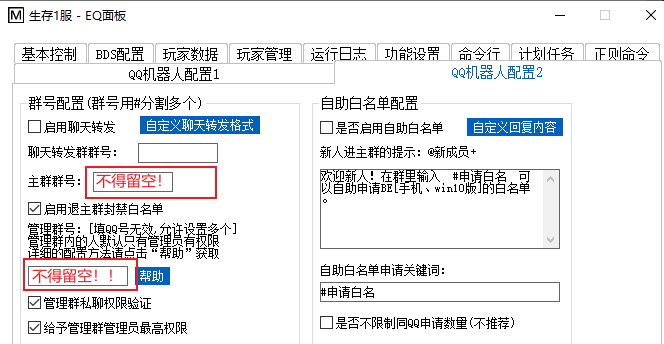 M 生存1服 - EQ面板
基本控制 BDS配置 玩家数据 玩家管理 运行日志 功能设置 命令行 计划任务 正则命令
QQ机器人配置1 QQ机器人配置2
群号配置(群号用#分割多个)
启用聊天转发 自定义聊天转发格式
聊天转发群群号:
主群群号: 不得留空!
启用退主群封禁白名单
管理群号: [填QQ号无效,允许设置多个]
管理群内的人默认只有管理员有权限
详细的配置方法请点击“帮助”获取
不得留空!! 帮助
管理群私聊权限验证
给予管理群管理员最高权限
自助白名单配置
是否启用自助白名单 自定义回复内容
新人进主群的提示: @新成员+
欢迎新人! 在群里输入 #申请白名 可
以自助申请BE[手机、win10版]的白名单
。
自助白名单申请关键词:
#申请白名
是否不限制同QQ申请数量(不推荐)